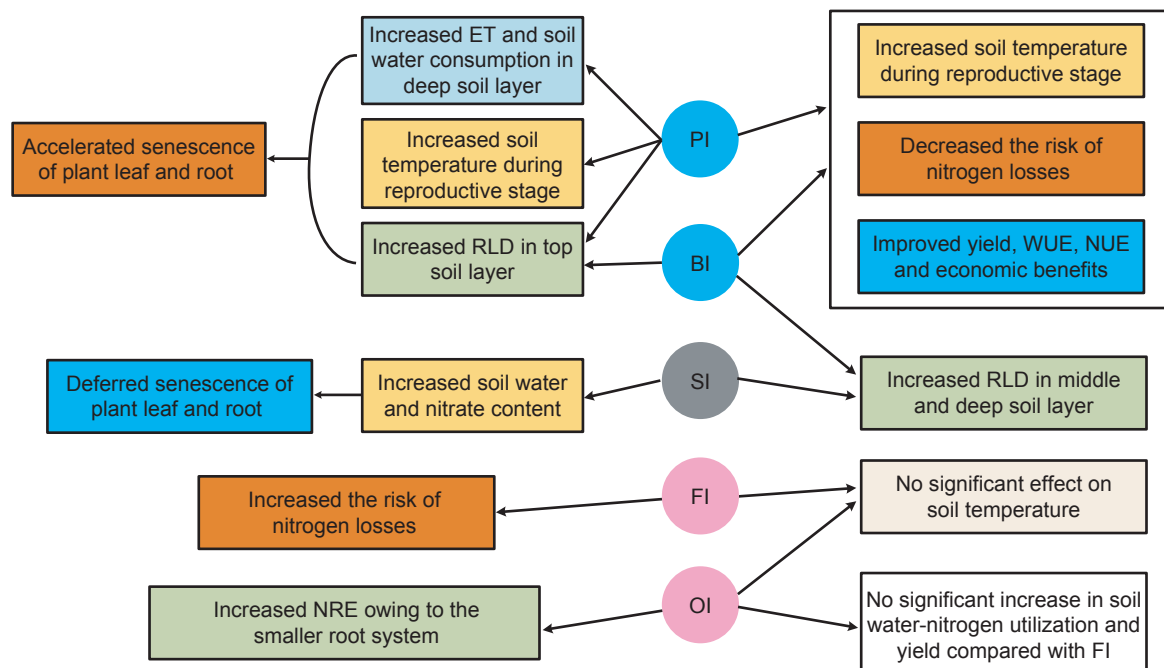 Increased ET and soil
water consumption in
deep soil layer
Increased soil temperature
during reproductive stage
PI
Accelerated senescence
of plant leaf and root
Increased soil
temperature during
reproductive stage
Decreased the risk of
nitrogen losses
Increased RLD in top
soil layer
BI
Improved yield, WUE, NUE
and economic benefits
Deferred senescence of
plant leaf and root
Increased soil water
and nitrate content
SI
Increased RLD in middle
and deep soil layer
Increased the risk of
nitrogen losses
FI
No significant effect on
soil temperature
Increased NRE owing to the
smaller root system
OI
No significant increase in soil
water-nitrogen utilization and
yield compared with FI